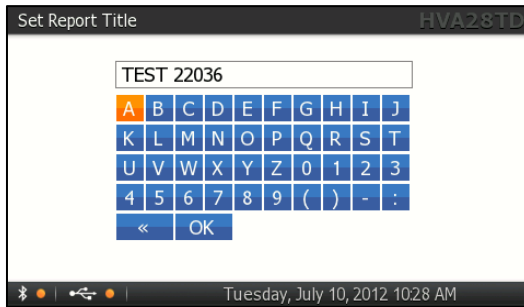 Set Report Title HVA28TD
TEST 22036
A B C D E F G H I J
K L M N O P Q R S T
U V W X Y Z 0 1 2 3
4 5 6 7 8 9 ( ) - :
« OK
Tuesday, July 10, 2012 10:28 AM